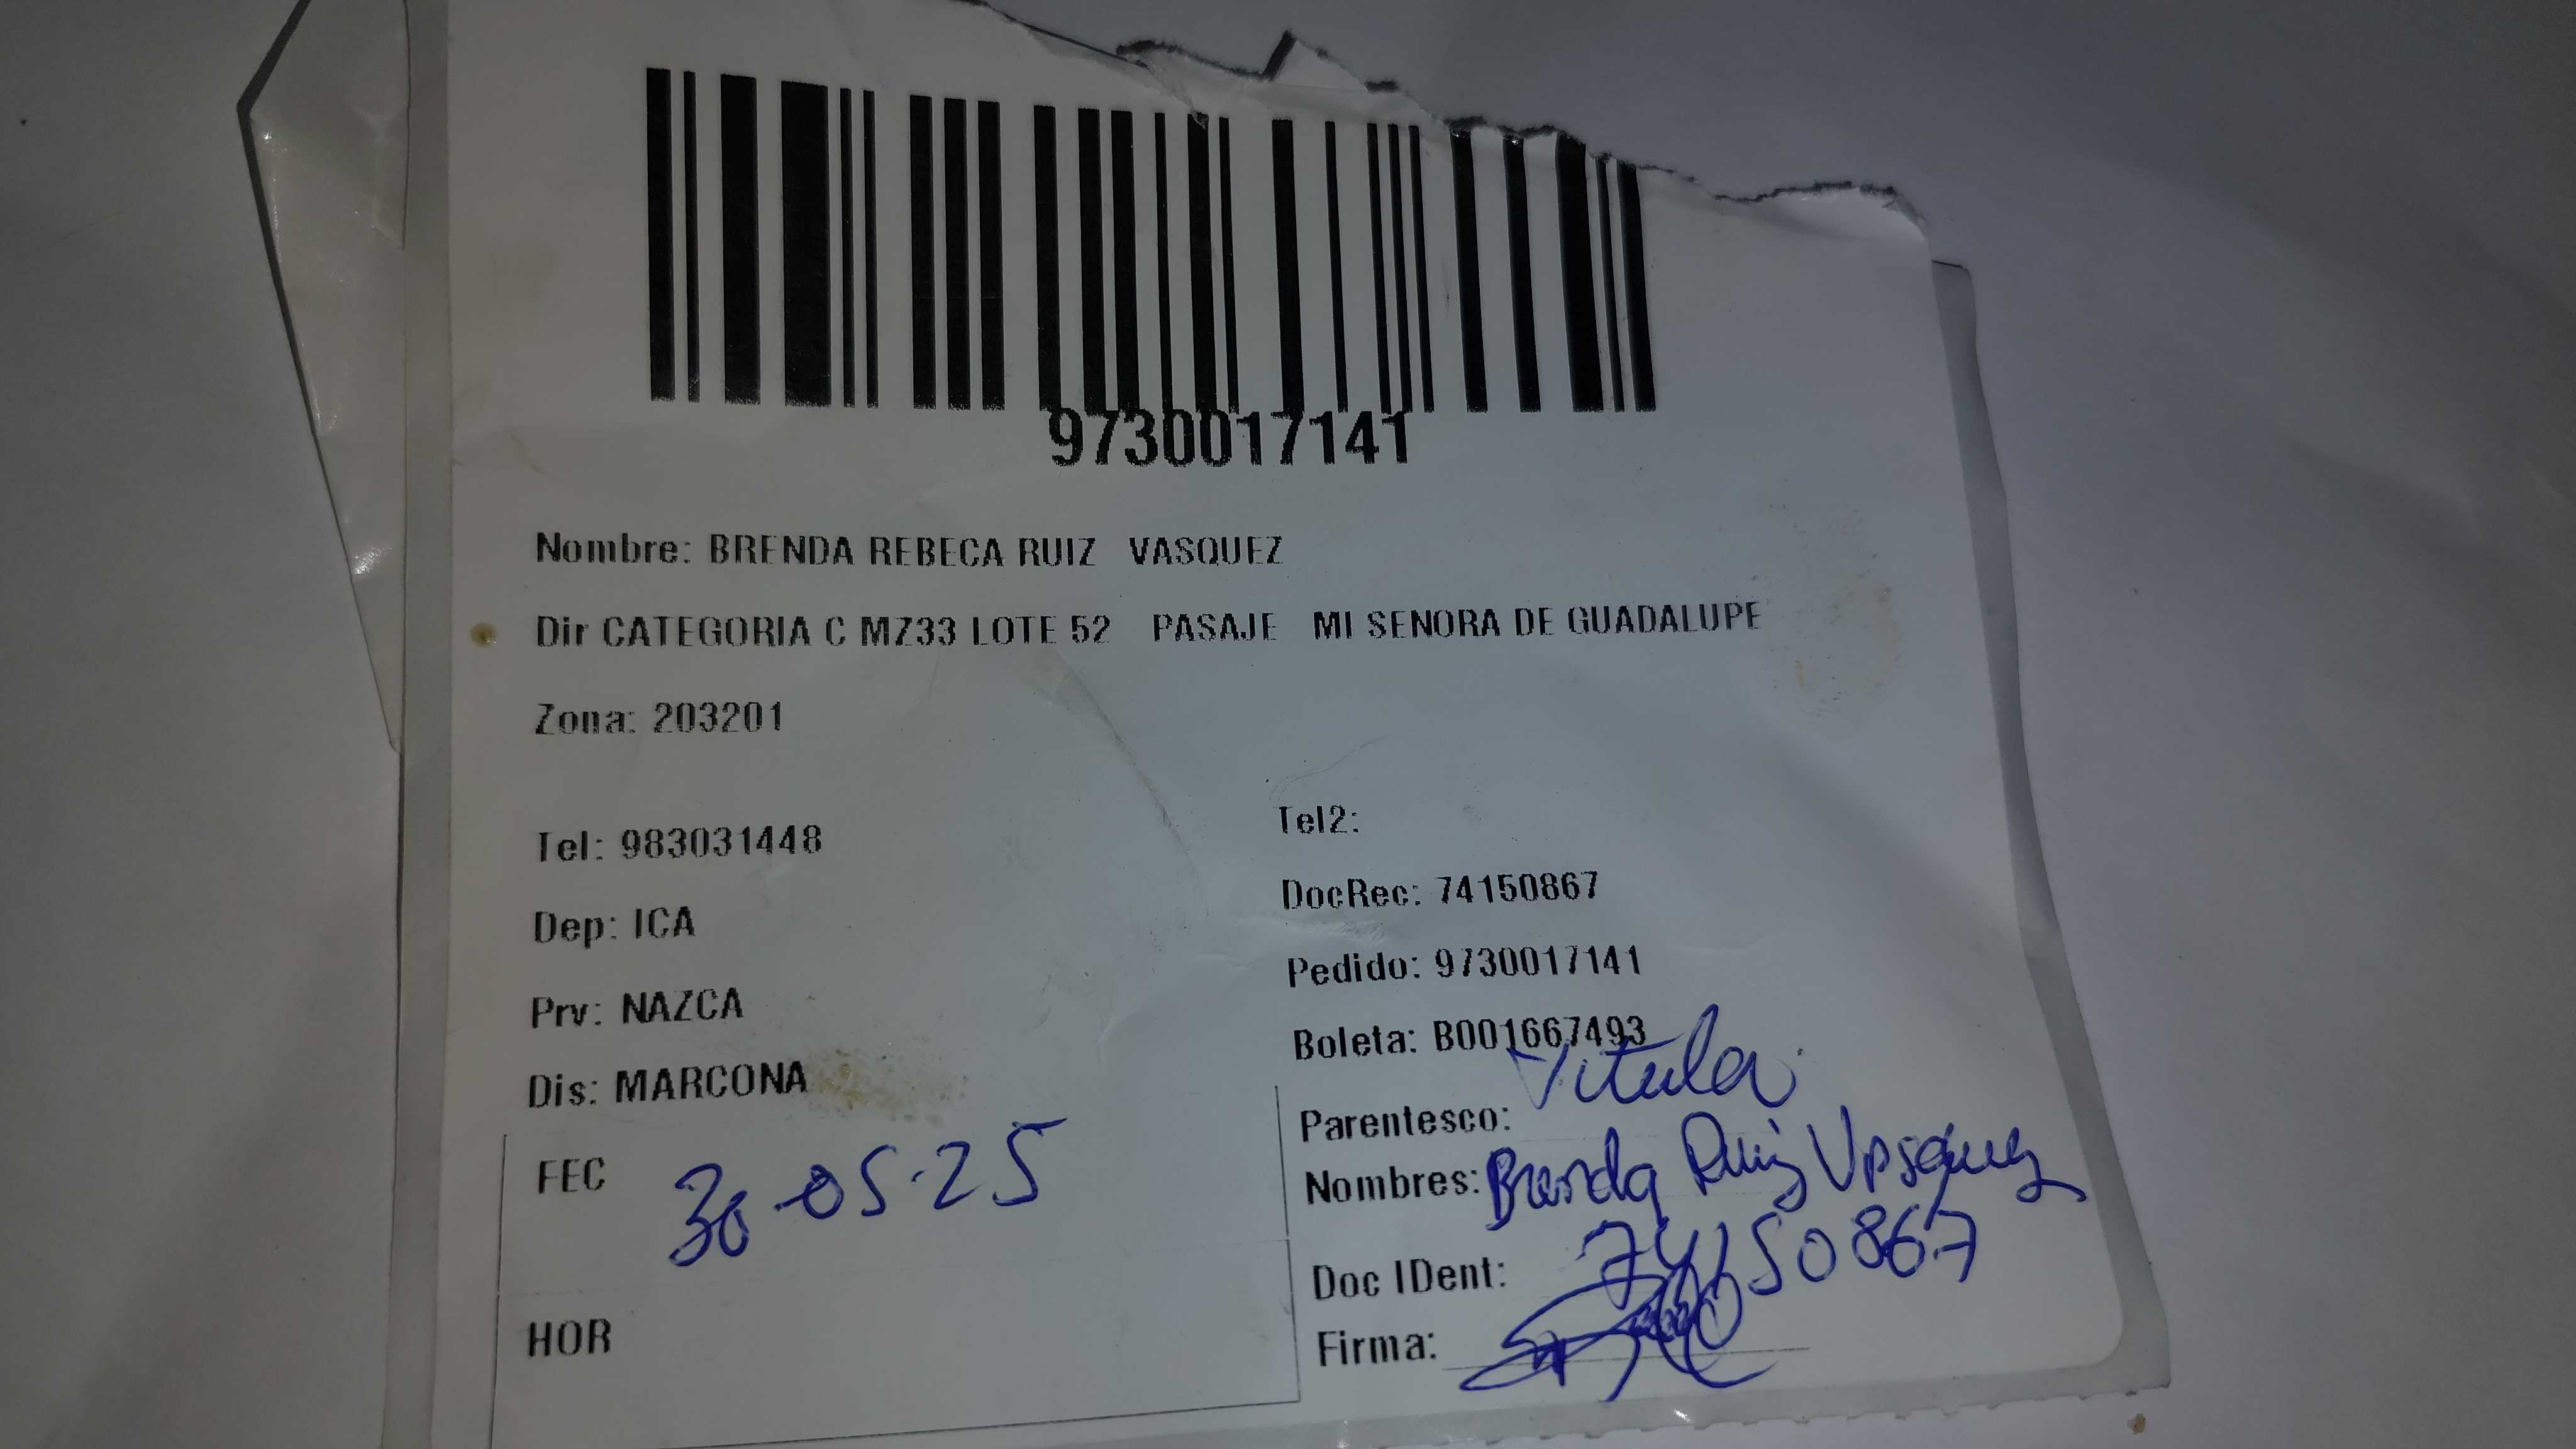 9730017141
Nombre: BRENDA REBECA RUIZ VASQUEZ
Dir CATEGORIA C MZ33 LOTE 52 PASAJE MI SENORA DE GUADALUPE
Zona: 203201
Tel: 983031448
Tel2:
Dep: ICA
DocRec: 74150867
Prv: NAZCA
Pedido: 9730017141
Dis: MARCONA
Boleta: B001667493
Parentesco: Titular
FEC 30-05-25
Nombres: Brenda Ruiz Vasquez
Doc IDent: 74150867
HOR
Firma: